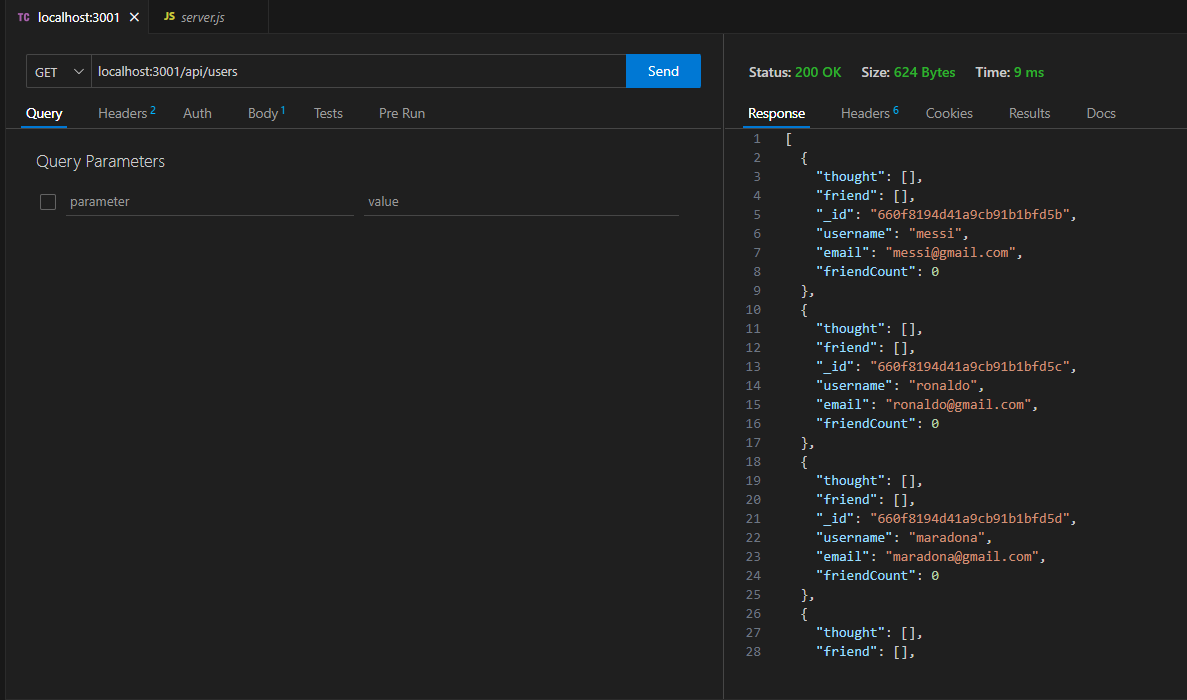 TC localhost:3001 × JS server.js
GET localhost:3001/api/users Send
Query Headers 2 Auth Body 1 Tests Pre Run
Query Parameters
parameter value
Status: 200 OK Size: 624 Bytes Time: 9 ms
Response Headers 6 Cookies Results Docs
1 [
2 {
3 "thought": [],
4 "friend": [],
5 "_id": "660f8194d41a9cb91b1bfd5b",
6 "username": "messi",
7 "email": "messi@gmail.com",
8 "friendCount": 0
9 },
10 {
11 "thought": [],
12 "friend": [],
13 "_id": "660f8194d41a9cb91b1bfd5c",
14 "username": "ronaldo",
15 "email": "ronaldo@gmail.com",
16 "friendCount": 0
17 },
18 {
19 "thought": [],
20 "friend": [],
21 "_id": "660f8194d41a9cb91b1bfd5d",
22 "username": "maradona",
23 "email": "maradona@gmail.com",
24 "friendCount": 0
25 },
26 {
27 "thought": [],
28 "friend": [],